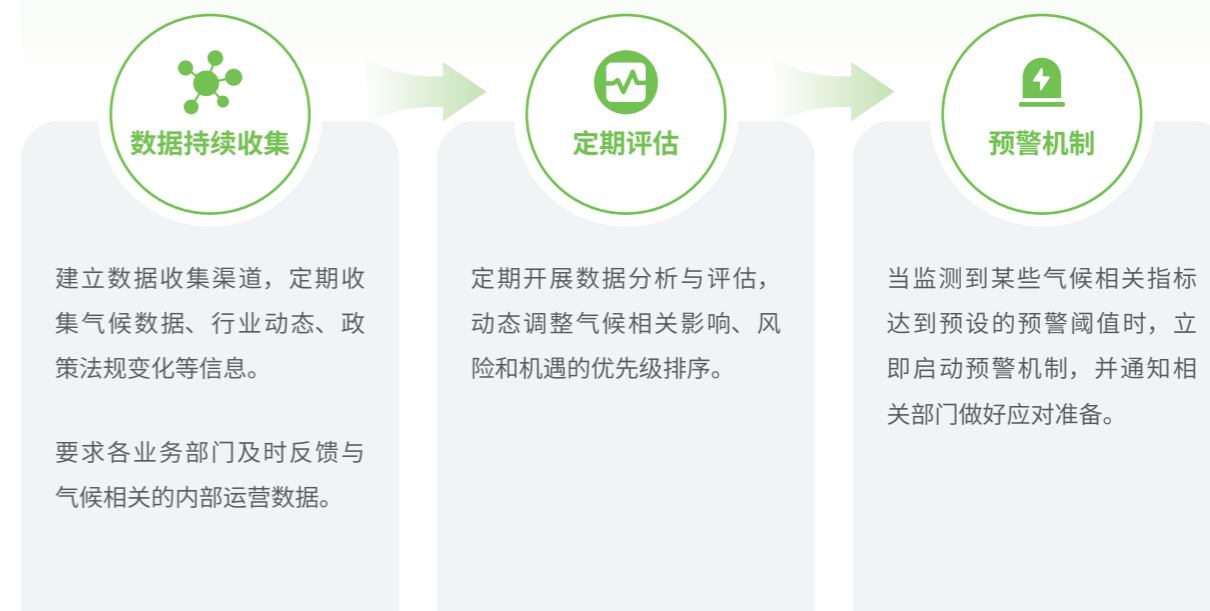 数据持续收集
建立数据收集渠道，定期收
集气候数据、行业动态、政
策法规变化等信息。
要求各业务部门及时反馈与
气候相关的内部运营数据。
定期评估
定期开展数据分析与评估，
动态调整气候相关影响、风
险和机遇的优先级排序。
预警机制
当监测到某些气候相关指标
达到预设的预警阈值时，立
即启动预警机制，并通知相
关部门做好应对准备。